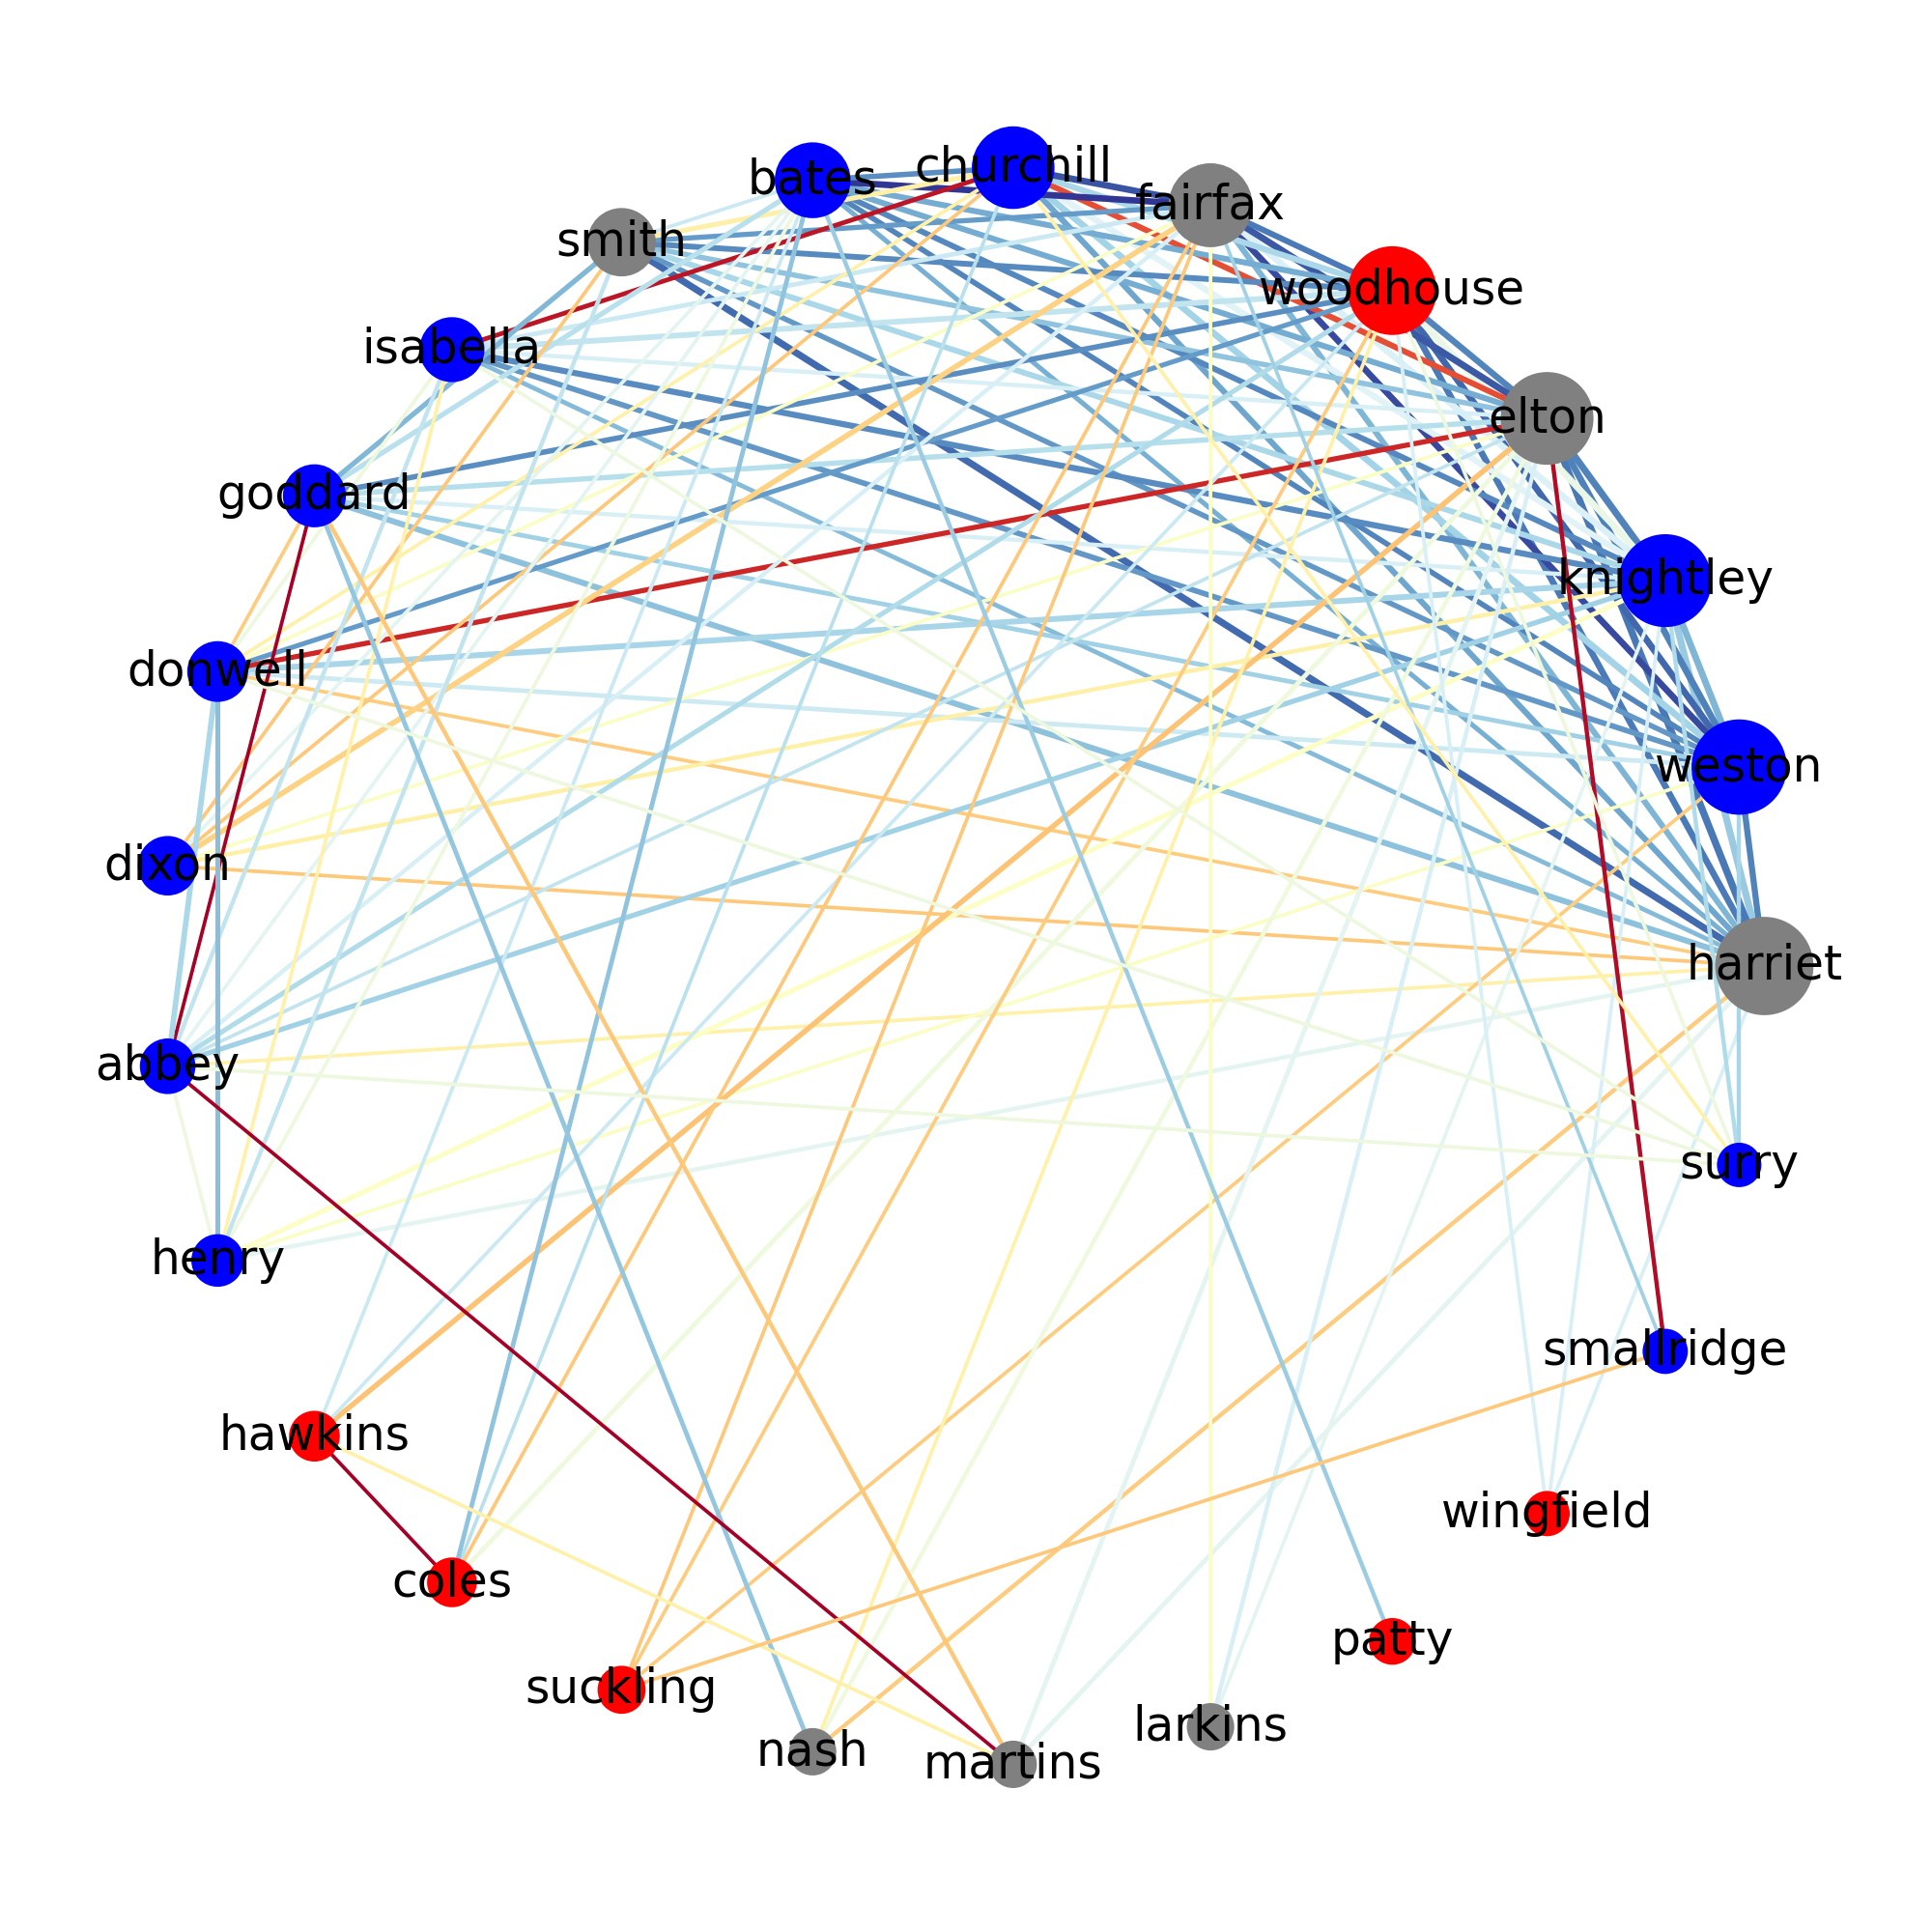 churchill
bates
fairfax
smith
woodhouse
isabella
elton
goddard
knightley
donwell
weston
dixon
harriet
abbey
surry
henry
smallridge
hawkins
wingfield
coles
patty
suckling
larkins
nash
martins